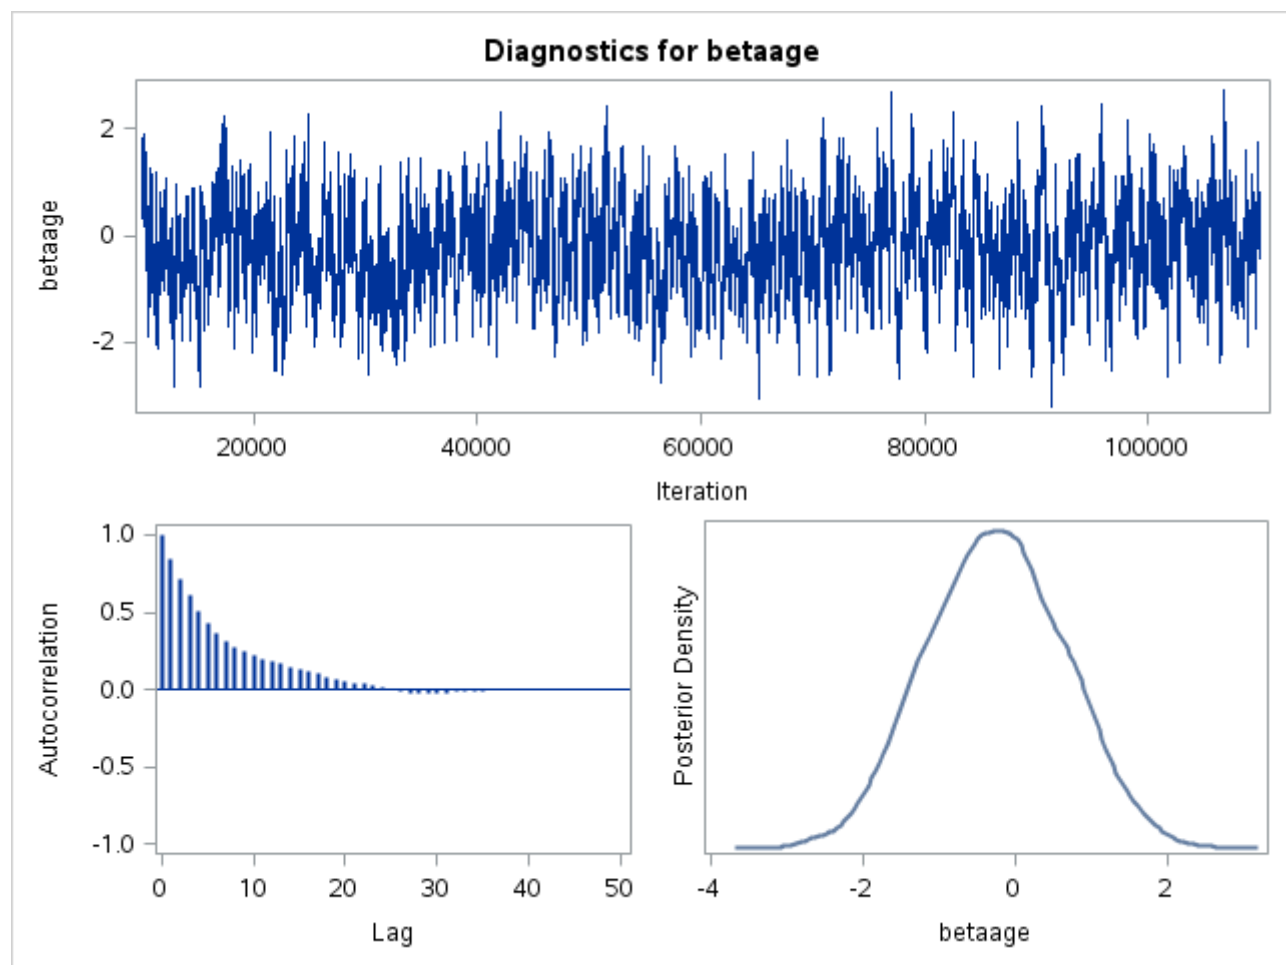 Diagnostics for betaage
betaage
2
0
-2
20000 40000 60000 80000 100000
Iteration
Autocorrelation
1.0
0.5
0.0
-0.5
-1.0
0 10 20 30 40 50
Lag
Posterior Density
-4 -2 0 2
betaage